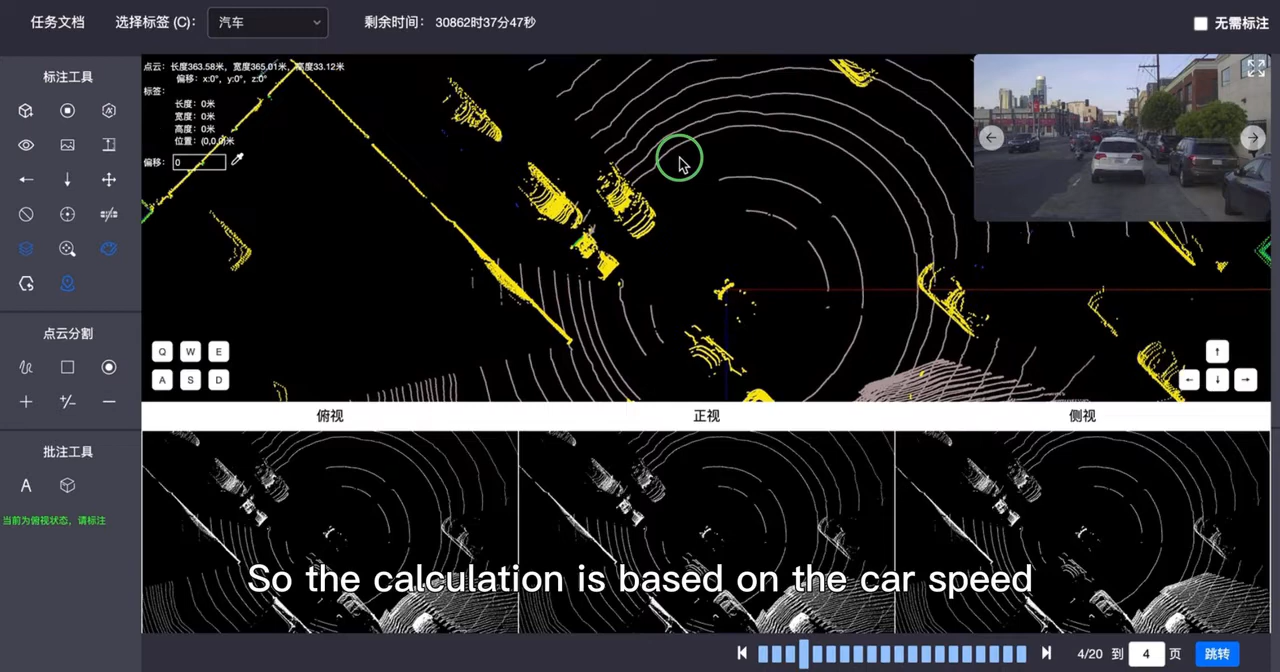 任务文档 选择标签 (C): 汽车 剩余时间: 30862时37分47秒 无需标注
标注工具
点云: 长度363.58米, 宽度365.01米, 高度33.12米
偏移: x:0°, y:0°, z:0°
标签:
长度: 0米
宽度: 0米
高度: 0米
位置: (0,0,0)米
偏移: 0
点云分割
Q W E
A S D
批注工具
A
当前为俯视状态, 请标注
俯视 正视 侧视
So the calculation is based on the car speed
4/20 到 4 页 跳转